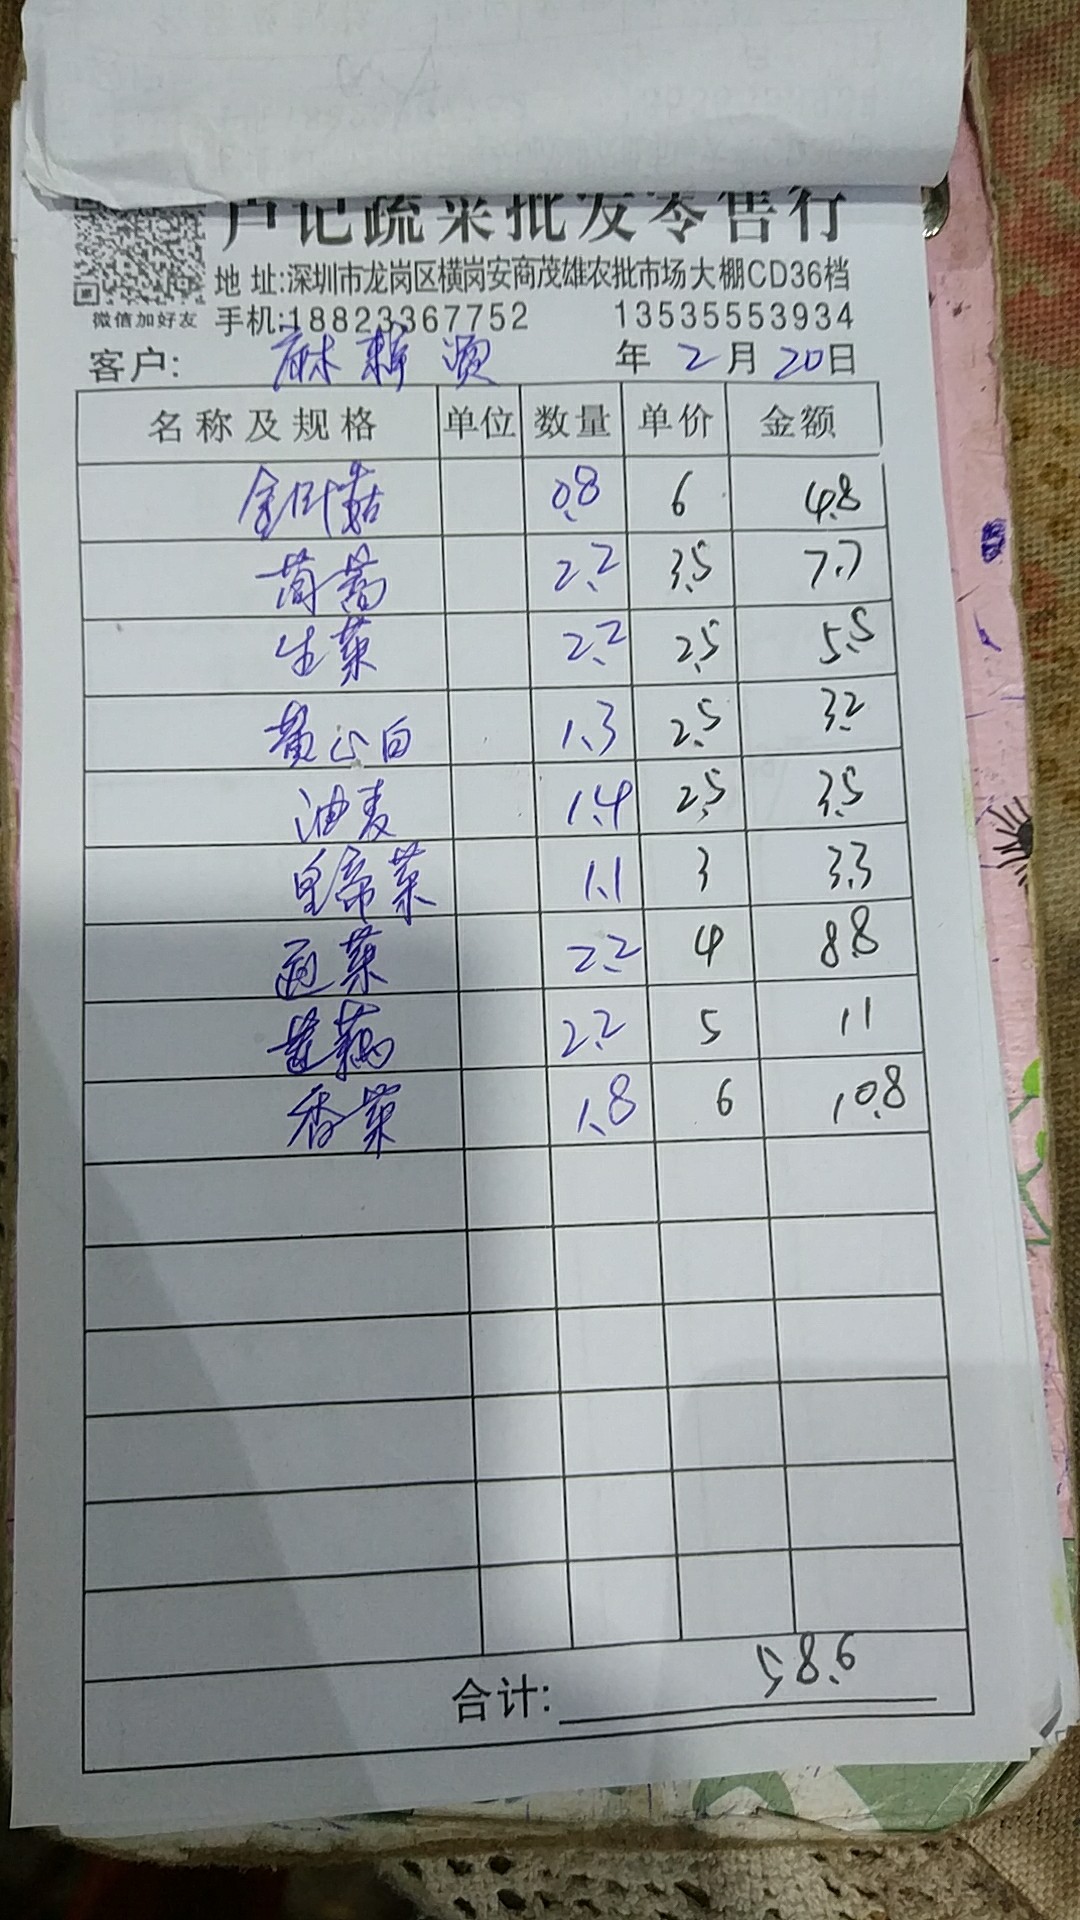 卢记蔬菜批发零售行
地 址:深圳市龙岗区横岗安商茂雄农批市场大棚CD36档
微信加好友 手机:18823367752 13535553934
客户: 麻辣烫 年 2 月 20 日
名称及规格 单位 数量 单价 金额
金针菇 0.8 6 4.8
茼蒿 2.2 3.5 7.7
生菜 2.2 2.5 5.5
黄心白 1.3 2.5 3.2
油麦 1.4 2.5 3.5
皇帝菜 1.1 3 3.3
菜 2.2 4 8.8
藕 2.2 5 11
香菜 1.8 6 10.8
合计: 58.6